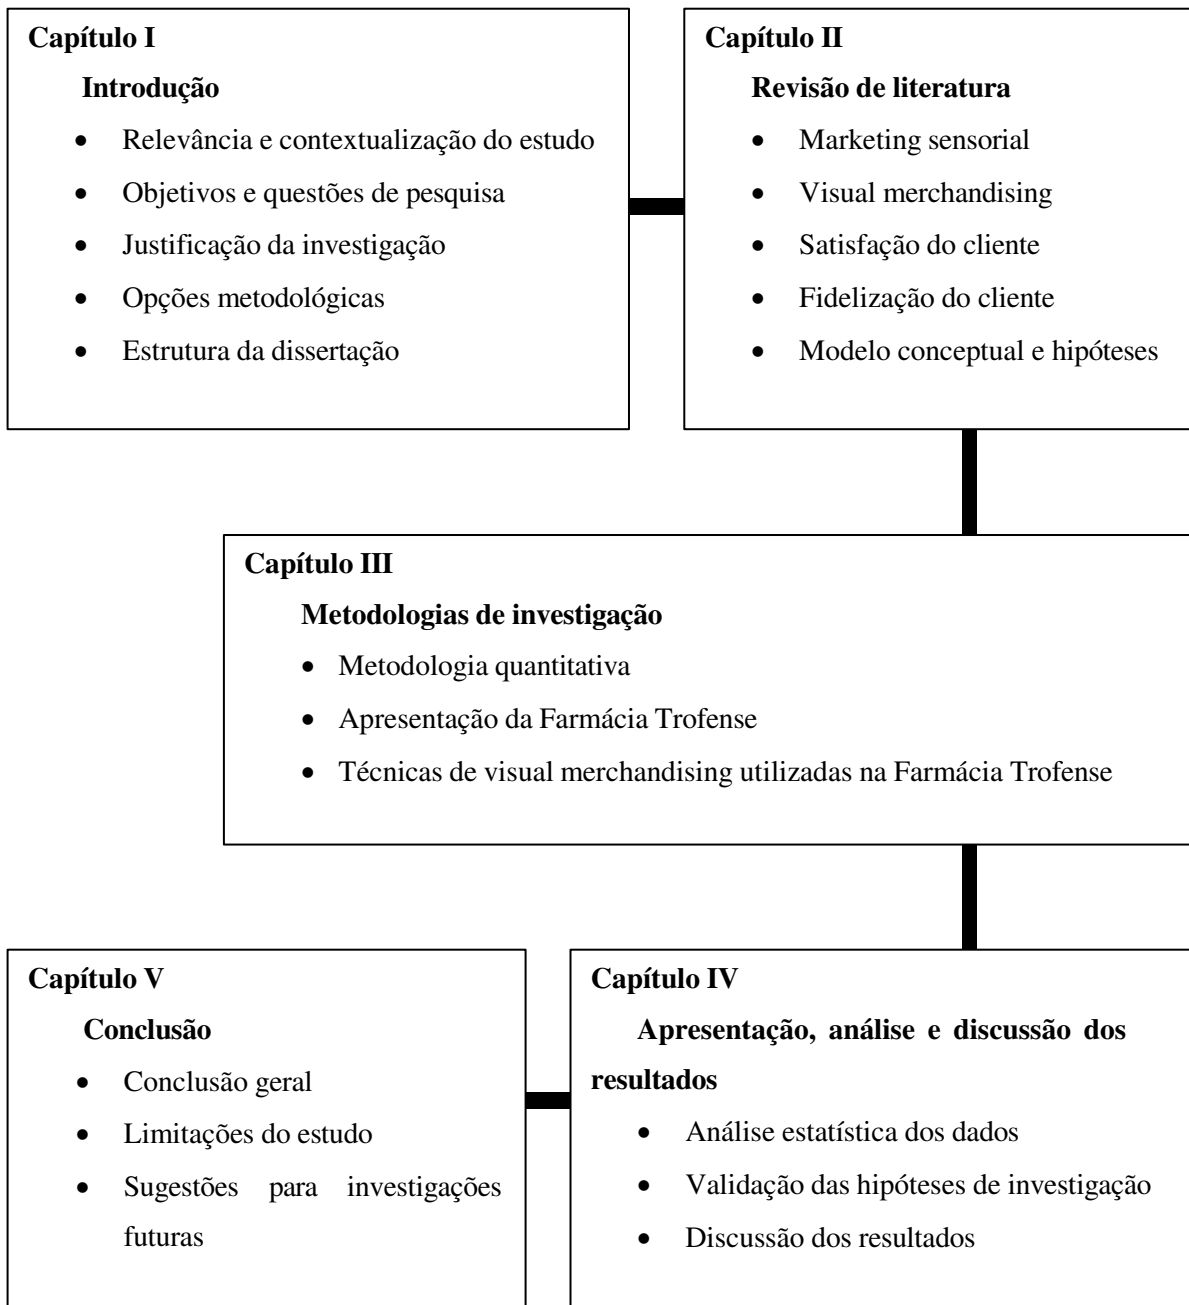 Capítulo I
Introdução
• Relevância e contextualização do estudo
• Objetivos e questões de pesquisa
• Justificação da investigação
• Opções metodológicas
• Estrutura da dissertação
Capítulo II
Revisão de literatura
• Marketing sensorial
• Visual merchandising
• Satisfação do cliente
• Fidelização do cliente
• Modelo conceptual e hipóteses
Capítulo III
Metodologias de investigação
• Metodologia quantitativa
• Apresentação da Farmácia Trofense
• Técnicas de visual merchandising utilizadas na Farmácia Trofense
Capítulo IV
Apresentação, análise e discussão dos
resultados
• Análise estatística dos dados
• Validação das hipóteses de investigação
• Discussão dos resultados
Capítulo V
Conclusão
• Conclusão geral
• Limitações do estudo
• Sugestões para investigações
futuras